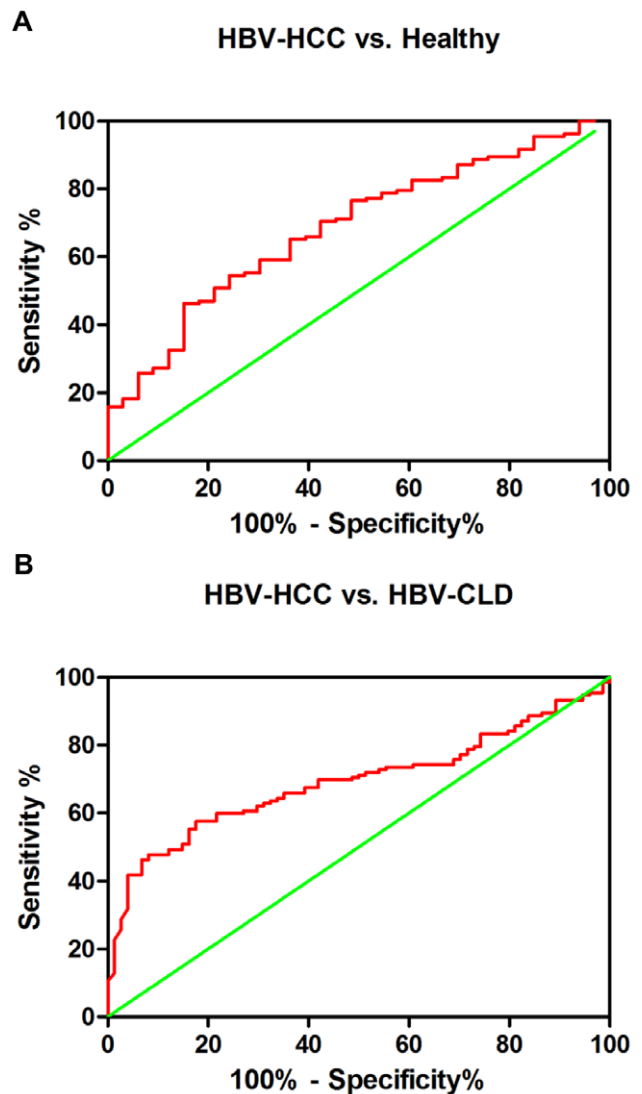 A
HBV-HCC vs. Healthy
100
80
60
40
20
0
Sensitivity %
0 20 40 60 80 100
100% - Specificity%
B
HBV-HCC vs. HBV-CLD
100
80
60
40
20
0
Sensitivity %
0 20 40 60 80 100
100% - Specificity%